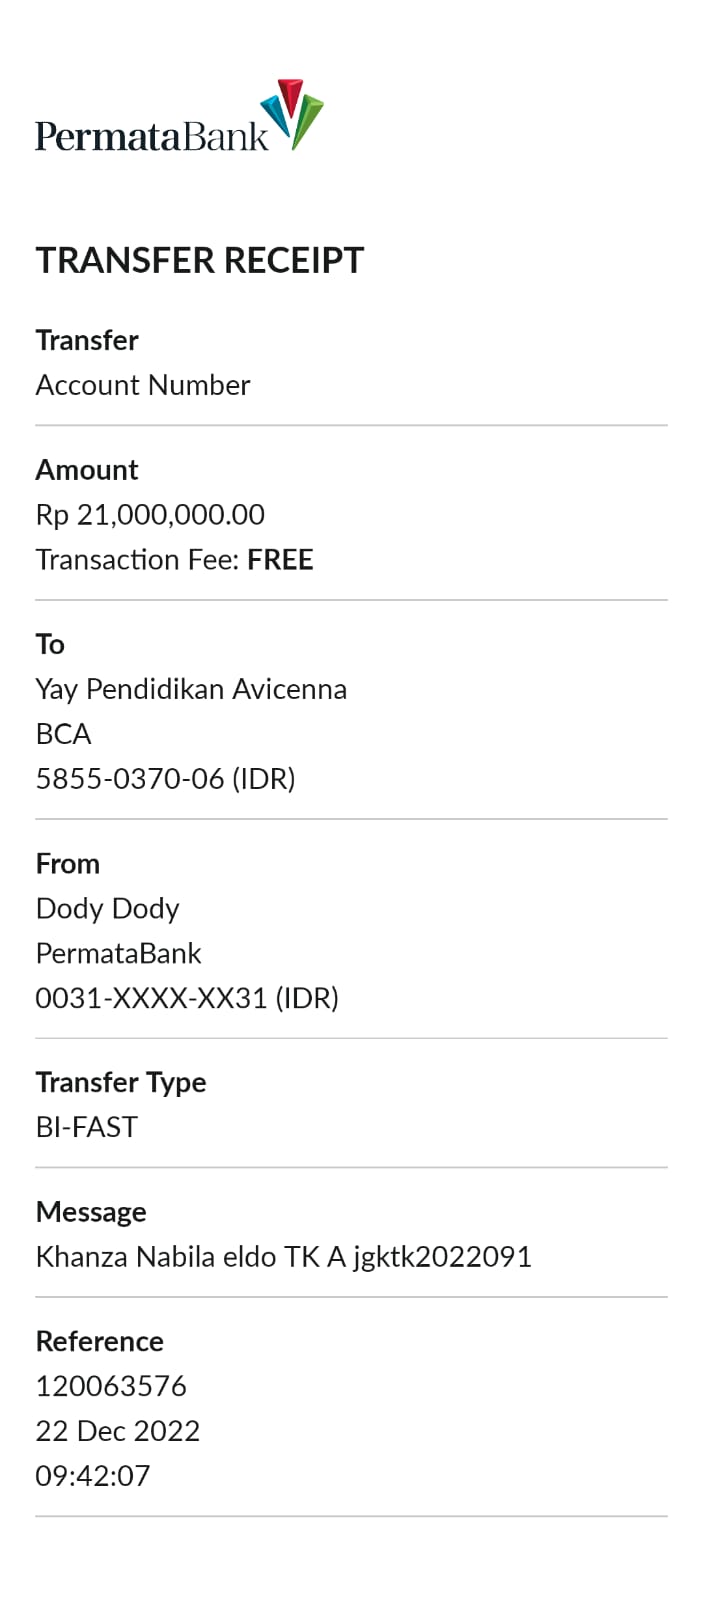 PermataBank
TRANSFER RECEIPT
Transfer
Account Number
Amount
Rp 21,000,000.00
Transaction Fee: FREE
To
Yay Pendidikan Avicenna
BCA
5855-0370-06 (IDR)
From
Dody Dody
PermataBank
0031-XXXX-XX31 (IDR)
Transfer Type
BI-FAST
Message
Khanza Nabila eldo TK A jgktk2022091
Reference
120063576
22 Dec 2022
09:42:07